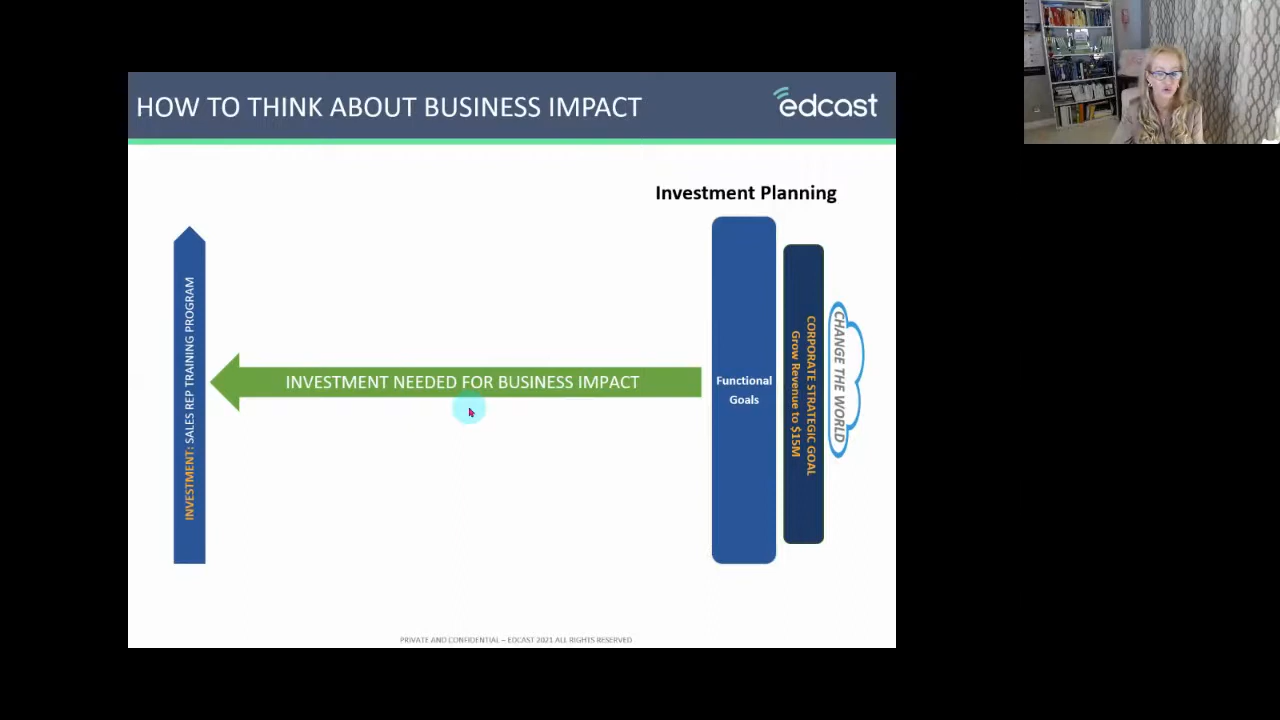 HOW TO THINK ABOUT BUSINESS IMPACT
edcast
Investment Planning
INVESTMENT: SALES REP TRAINING PROGRAM
INVESTMENT NEEDED FOR BUSINESS IMPACT
Functional
Goals
CORPORATE STRATEGIC GOAL
Grow Revenue to $15M
CHANGE THE WORLD
PRIVATE AND CONFIDENTIAL – EDCAST 2021 ALL RIGHTS RESERVED